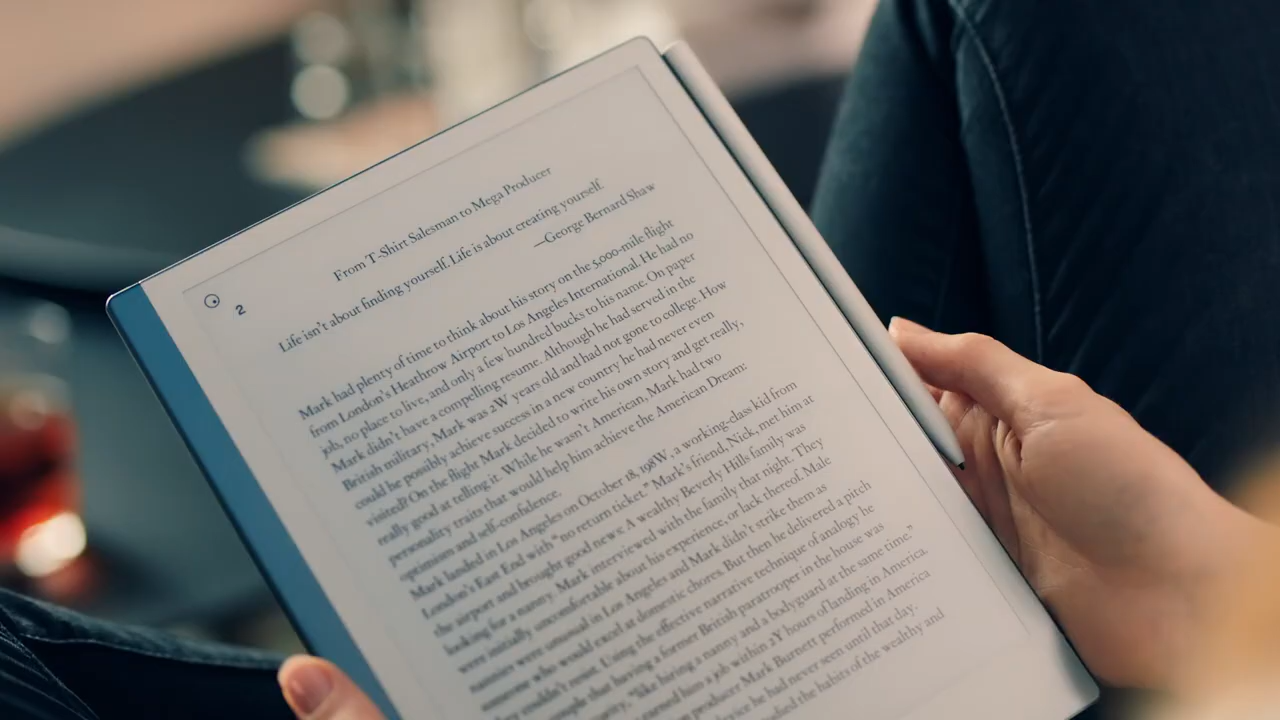 2
From T-Shirt Salesman to Mega Producer
Life isn't about finding yourself. Life is about creating yourself.
—George Bernard Shaw
Mark had plenty of time to think about his story on the 5,000-mile flight
from London's Heathrow Airport to Los Angeles International. He had no
job, no place to live, and only a few hundred bucks to his name. On paper
Mark didn't have a compelling resume. Although he had served in the
British military, Mark was 2W years old and had not gone to college. How
could he possibly achieve success in a new country he had never even
visited? On the flight Mark decided to write his own story and get really,
really good at telling it. While he wasn't American, Mark had two
personality traits that would help him achieve the American Dream:
optimism and self-confidence.
Mark landed in Los Angeles on October 18, 198W, a working-class kid from
London's East End with "no return ticket." Mark's friend, Nick, met him at
the airport and brought good news: A wealthy Beverly Hills family was
looking for a nanny. Mark interviewed with the family that night. They
were initially uncomfortable about his experience, or lack thereof. Male
nannies were unusual in Los Angeles and Mark didn't strike them as
someone who would excel at domestic chores. But then he delivered a pitch
they couldn't resist. Using the effective narrative technique of analogy he
that having a former British paratrooper in the house was
"like hiring a nanny and a bodyguard at the same time."
earned him a job within 2Y hours of landing in America.
producer Mark Burnett performed in America
he had never seen until that day.
the habits of the wealthy and